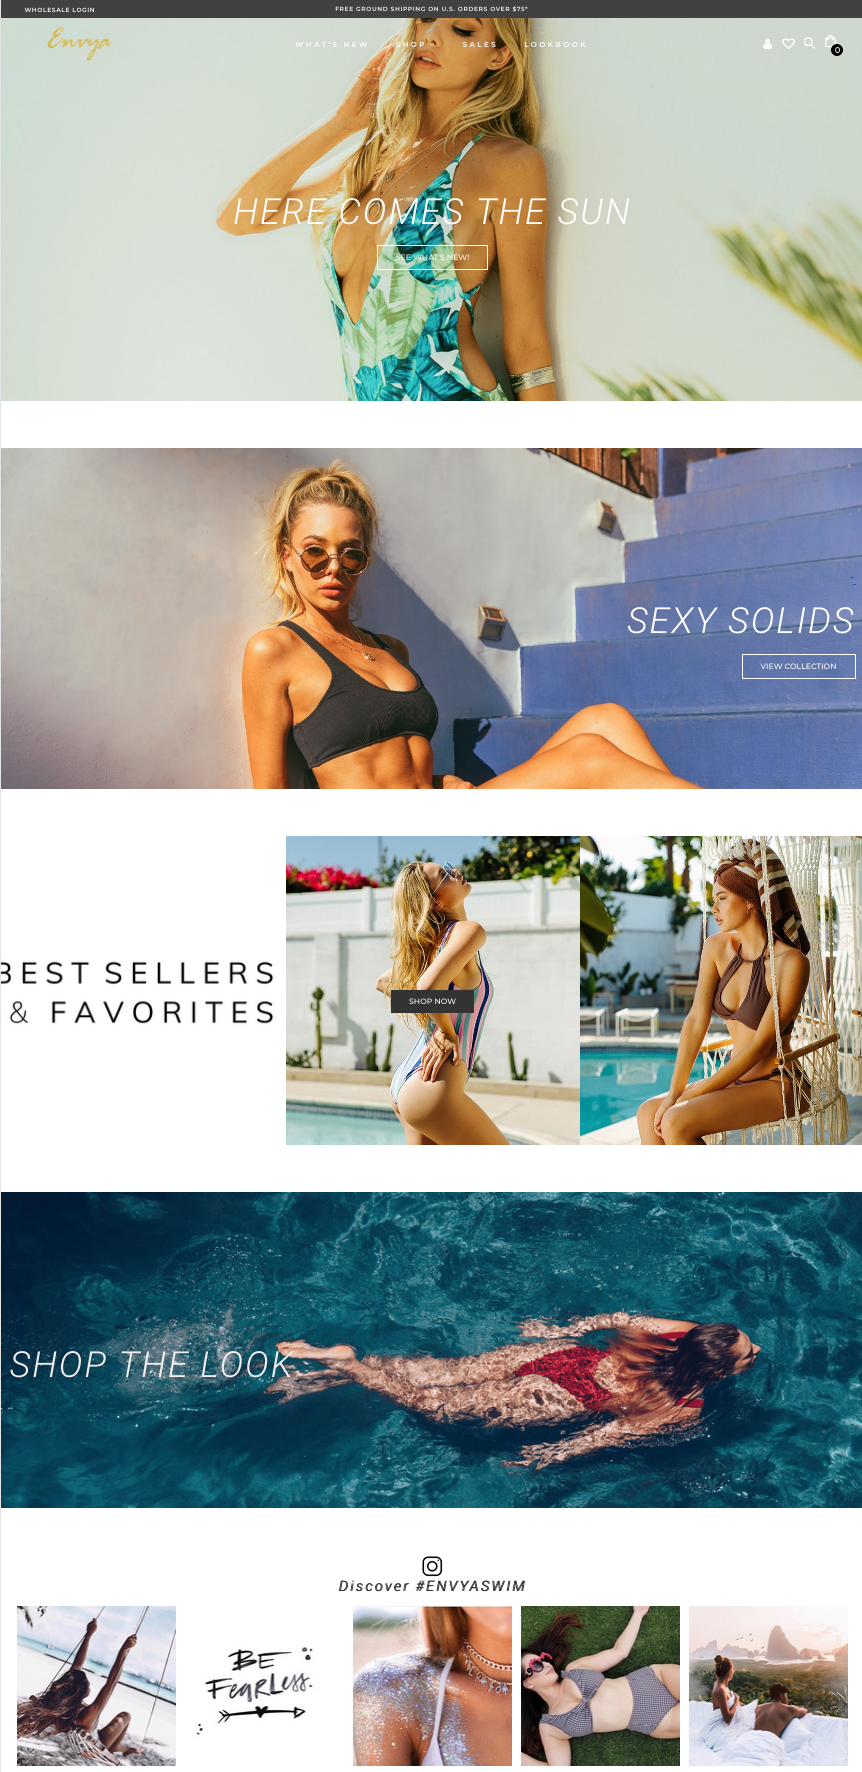 WHOLESALE LOGIN
FREE GROUND SHIPPING ON U.S. ORDERS OVER $75*
Envya
WHAT'S NEW SHOP SALES LOOKBOOK
0
HERE COMES THE SUN
SEE WHAT'S NEW!
SEXY SOLIDS
VIEW COLLECTION
BEST SELLERS
& FAVORITES
SHOP NOW
SHOP THE LOOK
Discover #ENVYASWIM
BE
FeaRLess.